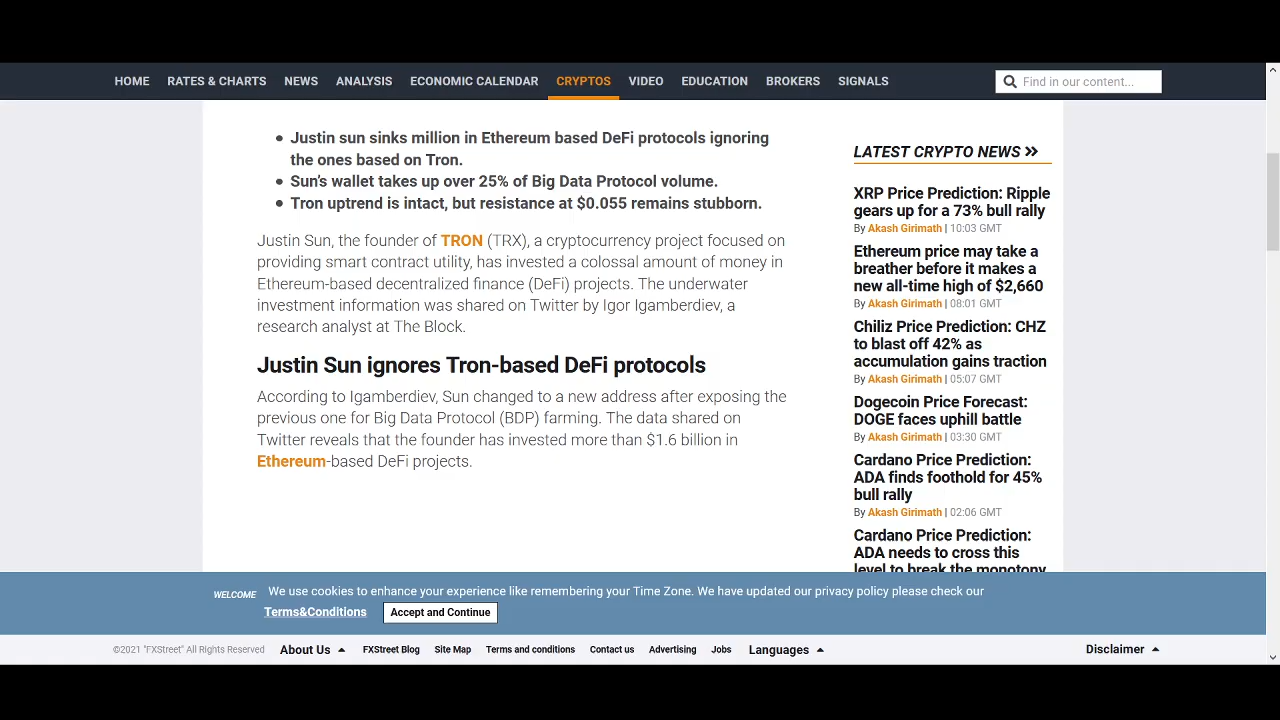 HOME RATES & CHARTS NEWS ANALYSIS ECONOMIC CALENDAR CRYPTOS VIDEO EDUCATION BROKERS SIGNALS
Find in our content...
Justin sun sinks million in Ethereum based DeFi protocols ignoring
the ones based on Tron.
Sun's wallet takes up over 25% of Big Data Protocol volume.
Tron uptrend is intact, but resistance at $0.055 remains stubborn.
Justin Sun, the founder of TRON (TRX), a cryptocurrency project focused on
providing smart contract utility, has invested a colossal amount of money in
Ethereum-based decentralized finance (DeFi) projects. The underwater
investment information was shared on Twitter by Igor Igamberdiev, a
research analyst at The Block.
Justin Sun ignores Tron-based DeFi protocols
According to Igamberdiev, Sun changed to a new address after exposing the
previous one for Big Data Protocol (BDP) farming. The data shared on
Twitter reveals that the founder has invested more than $1.6 billion in
Ethereum-based DeFi projects.
LATEST CRYPTO NEWS
XRP Price Prediction: Ripple
gears up for a 73% bull rally
By Akash Girimath | 10:03 GMT
Ethereum price may take a
breather before it makes a
new all-time high of $2,660
By Akash Girimath | 08:01 GMT
Chiliz Price Prediction: CHZ
to blast off 42% as
accumulation gains traction
By Akash Girimath | 05:07 GMT
Dogecoin Price Forecast:
DOGE faces uphill battle
By Akash Girimath | 03:30 GMT
Cardano Price Prediction:
ADA finds foothold for 45%
bull rally
By Akash Girimath | 02:06 GMT
Cardano Price Prediction:
ADA needs to cross this
level to break the monotony
WELCOME
We use cookies to enhance your experience like remembering your Time Zone. We have updated our privacy policy please check our
Terms&Conditions Accept and Continue
©2021 "FXStreet" All Rights Reserved About Us FXStreet Blog Site Map Terms and conditions Contact us Advertising Jobs Languages Disclaimer